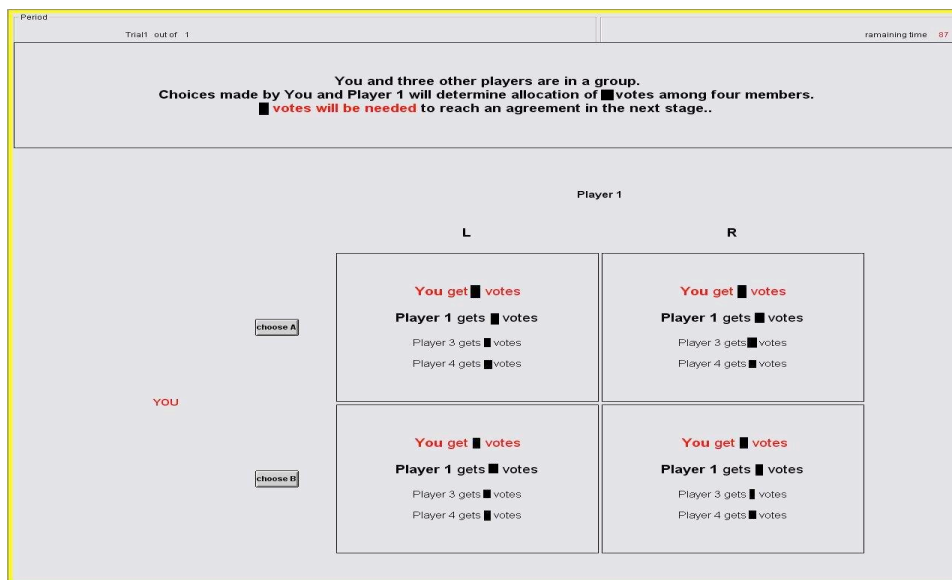 Period
Trial1 out of 1
ramaining time 87
You and three other players are in a group.
Choices made by You and Player 1 will determine allocation of votes among four members.
votes will be needed to reach an agreement in the next stage..
Player 1
L R
You get votes
Player 1 gets votes
Player 3 gets votes
Player 4 gets votes
You get votes
Player 1 gets votes
Player 3 gets votes
Player 4 gets votes
choose A
YOU
You get votes
Player 1 gets votes
Player 3 gets votes
Player 4 gets votes
You get votes
Player 1 gets votes
Player 3 gets votes
Player 4 gets votes
choose B